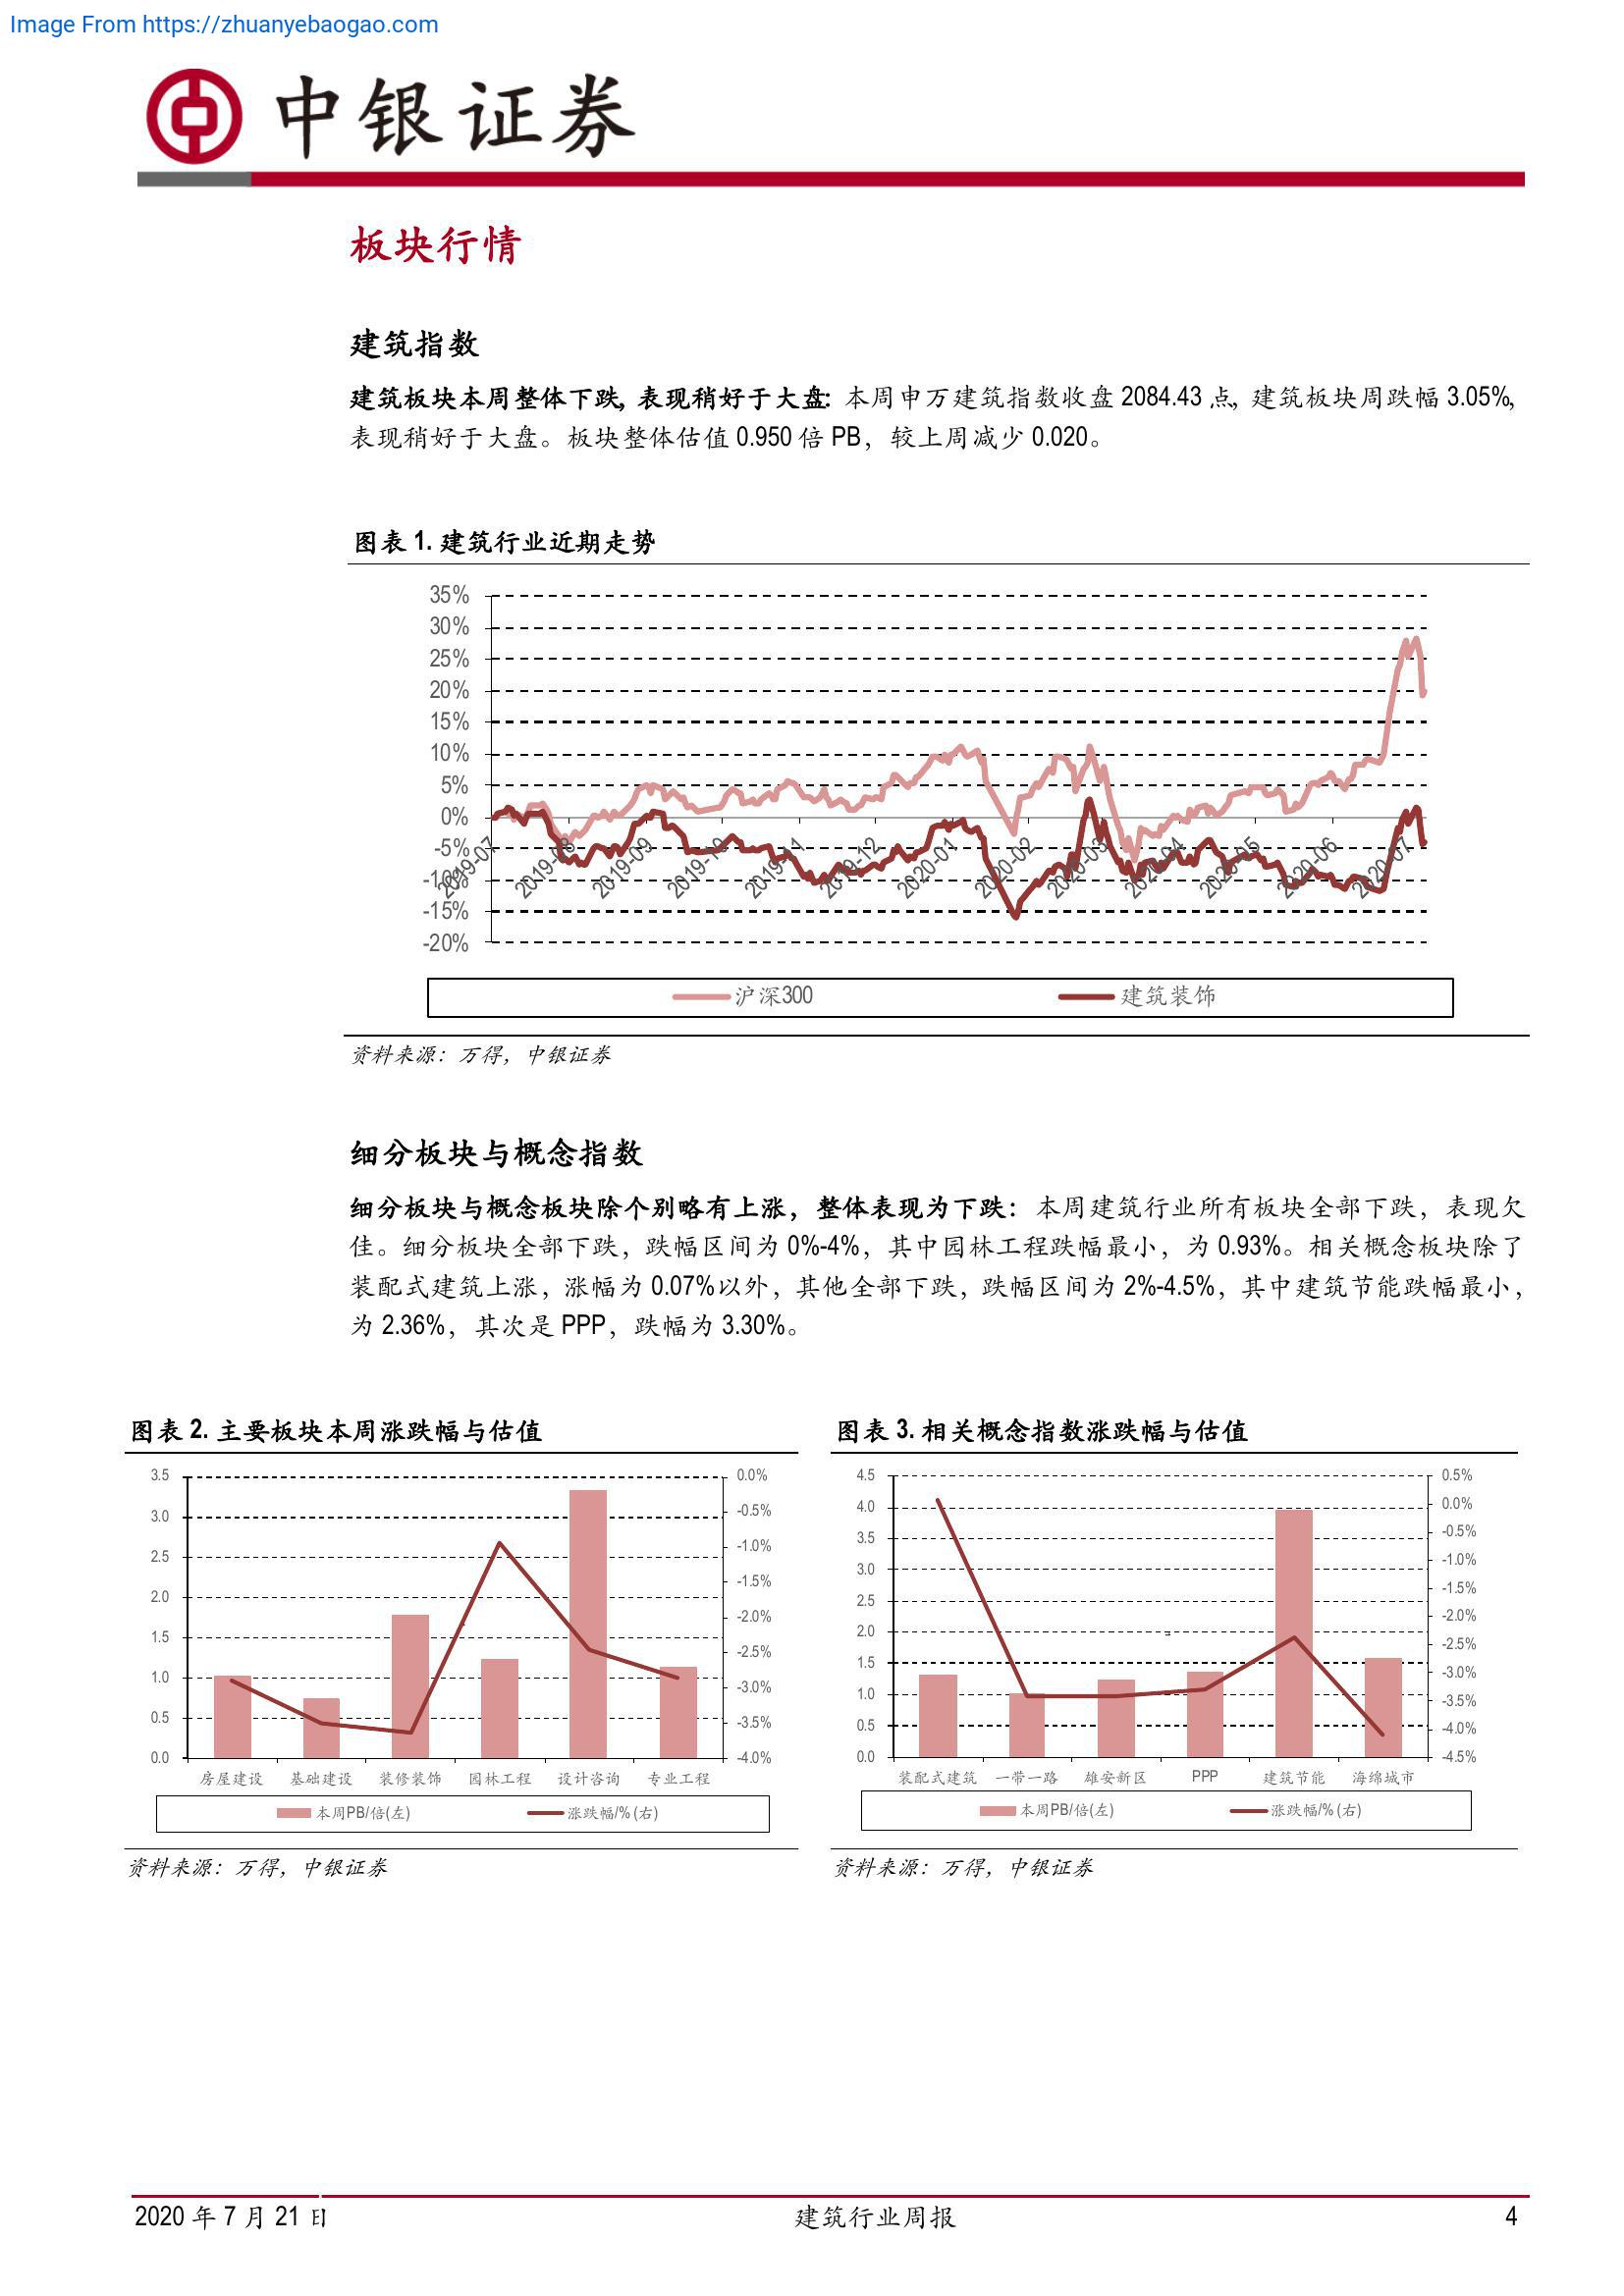 Image From https://zhuanyebaogao.com
中银证券
板块行情
建筑指数
建筑板块本周整体下跌,表现稍好于大盘:本周申万建筑指数收盘 2084.43 点,建筑板块周跌幅 3.05%,
表现稍好于大盘。板块整体估值 0.950 倍 PB,较上周减少 0.020。
图表 1. 建筑行业近期走势
35%
30%
25%
20%
15%
10%
5%
0%
-5%
-10%
-15%
-20%
2019-07
2019-08
2019-09
2019-10
2019-11
2019-12
2020-01
2020-02
2020-03
2020-04
2020-05
2020-06
2020-07
沪深300
建筑装饰
资料来源:万得,中银证券
细分板块与概念指数
细分板块与概念板块除个别略有上涨,整体表现为下跌:本周建筑行业所有板块全部下跌,表现欠
佳。细分板块全部下跌,跌幅区间为 0%-4%,其中园林工程跌幅最小,为 0.93%。相关概念板块除了
装配式建筑上涨,涨幅为 0.07%以外,其他全部下跌,跌幅区间为 2%-4.5%,其中建筑节能跌幅最小,
为 2.36%,其次是 PPP,跌幅为 3.30%。
图表 2. 主要板块本周涨跌幅与估值
3.5
3.0
2.5
2.0
1.5
1.0
0.5
0.0
0.0%
-0.5%
-1.0%
-1.5%
-2.0%
-2.5%
-3.0%
-3.5%
-4.0%
房屋建设 基础建设 装修装饰 园林工程 设计咨询 专业工程
本周PB/倍(左)
涨跌幅/% (右)
资料来源:万得,中银证券
图表 3. 相关概念指数涨跌幅与估值
4.5
4.0
3.5
3.0
2.5
2.0
1.5
1.0
0.5
0.0
0.5%
0.0%
-0.5%
-1.0%
-1.5%
-2.0%
-2.5%
-3.0%
-3.5%
-4.0%
-4.5%
装配式建筑 一带一路 雄安新区 PPP 建筑节能 海绵城市
本周PB/倍(左)
涨跌幅/% (右)
资料来源:万得,中银证券
2020 年 7 月 21 日
建筑行业周报
4